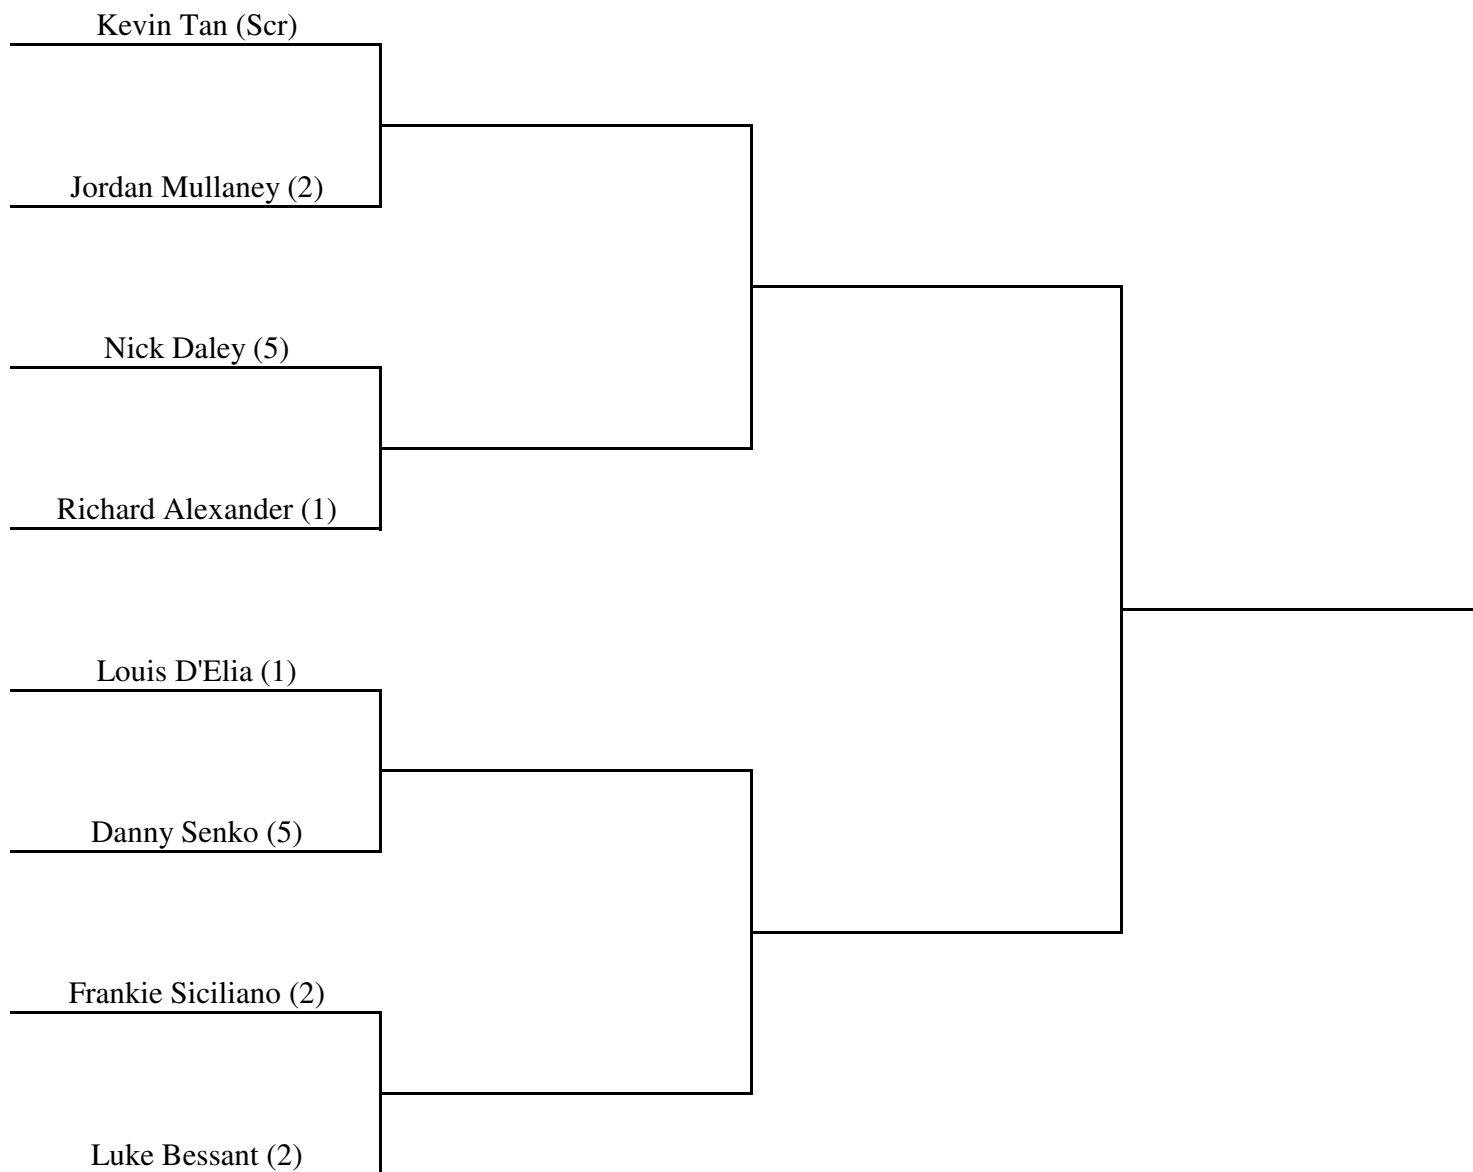 Kevin Tan (Scr)
Jordan Mullaney (2)
Nick Daley (5)
Richard Alexander (1)
Louis D'Elia (1)
Danny Senko (5)
Frankie Siciliano (2)
Luke Bessant (2)